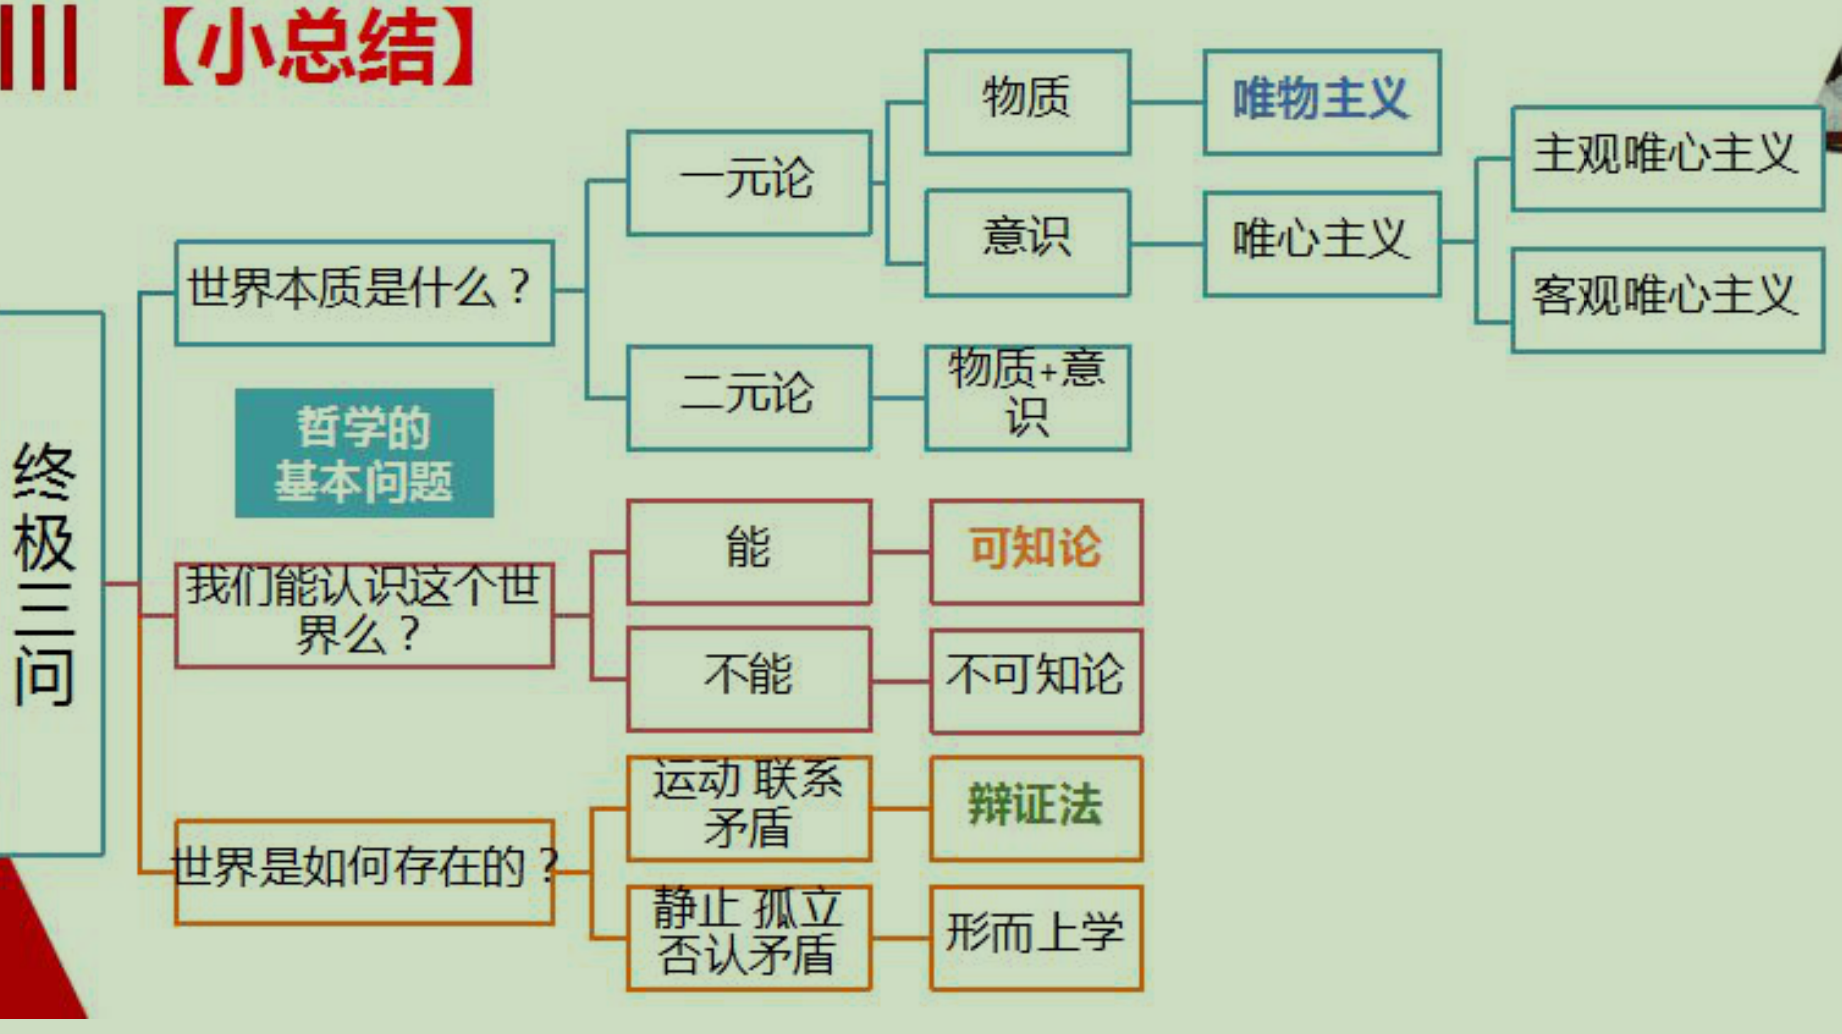 【小总结】
终
极
三
问
世界本质是什么？
一元论
物质
唯物主义
意识
唯心主义
主观唯心主义
客观唯心主义
二元论
物质+意
识
哲学的
基本问题
我们能认识这个世
界么？
能
可知论
不能
不可知论
世界是如何存在的？
运动 联系
矛盾
辩证法
静止 孤立
否认矛盾
形而上学